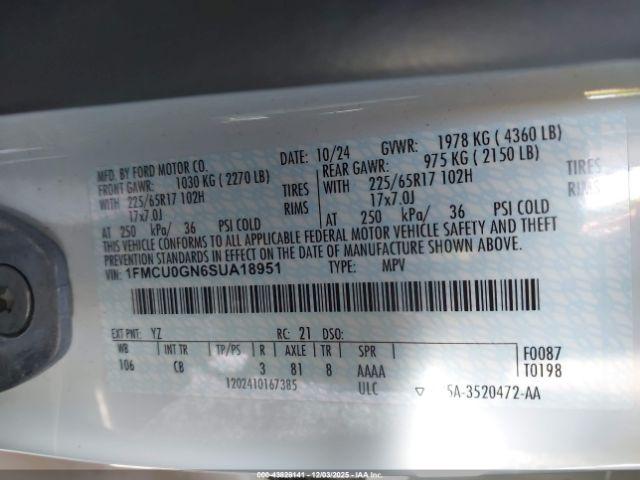 MFD. BY FORD MOTOR CO.
DATE: 10/24 GVWR: 1978 KG ( 4360 LB)
FRONT GAWR: 1030 KG ( 2270 LB) REAR GAWR: 975 KG ( 2150 LB)
WITH 225/65R17 102H TIRES WITH 225/65R17 102H TIRES
17x7.0J RIMS 17x7.0J RIMS
AT 250 kPa/ 36 PSI COLD AT 250 kPa/ 36 PSI COLD
THIS VEHICLE CONFORMS TO ALL APPLICABLE FEDERAL MOTOR VEHICLE SAFETY AND THEFT
PREVENTION STANDARDS IN EFFECT ON THE DATE OF MANUFACTURE SHOWN ABOVE.
VIN: 1FMCU0GN6SUA18951 TYPE: MPV
EXT PNT: YZ RC: 21 DSO:
WB INT TR TP/PS R AXLE TR SPR F0087
106 CB 3 81 8 AAAA T0198
1202410167385 ULC 5A-3520472-AA
000-43829141 - 12/03/2025 - IAAI.COM